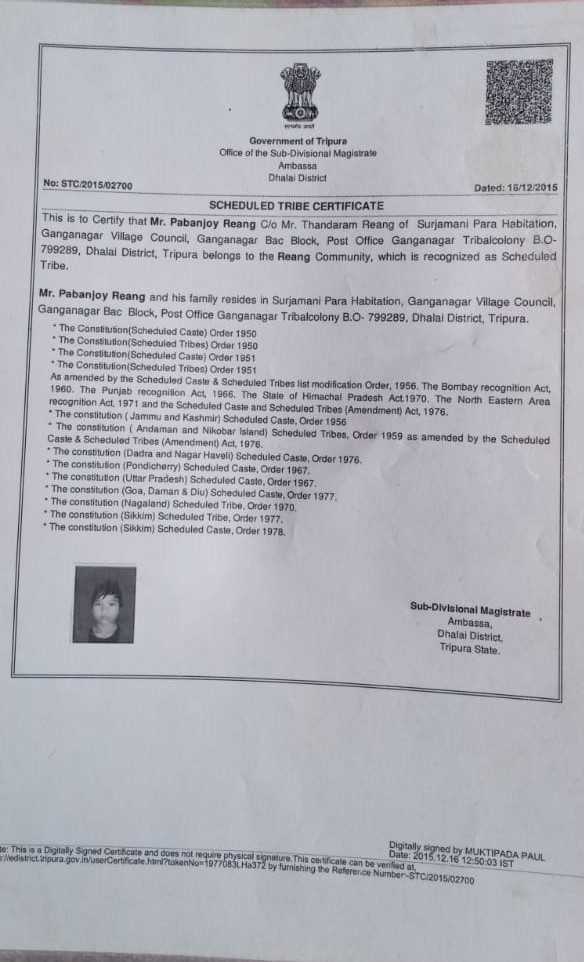 सत्यमेव जयते
Government of Tripura
Office of the Sub-Divisional Magistrate
Ambassa
Dhalai District
No: STC/2015/02700
Dated: 16/12/2015
SCHEDULED TRIBE CERTIFICATE
This is to Certify that Mr. Pabanjoy Reang C/o Mr. Thandaram Reang of Surjamani Para Habitation,
Ganganagar Village Council, Ganganagar Bac Block, Post Office Ganganagar Tribalcolony B.O-
799289, Dhalai District, Tripura belongs to the Reang Community, which is recognized as Scheduled
Tribe.
Mr. Pabanjoy Reang and his family resides in Surjamani Para Habitation, Ganganagar Village Council,
Ganganagar Bac Block, Post Office Ganganagar Tribalcolony B.O- 799289, Dhalai District, Tripura.
* The Constitution(Scheduled Caste) Order 1950
* The Constitution(Scheduled Tribes) Order 1950
* The Constitution(Scheduled Caste) Order 1951
* The Constitution(Scheduled Tribes) Order 1951
As amended by the Scheduled Caste & Scheduled Tribes list modification Order, 1956. The Bombay recognition Act,
1960. The Punjab recognition Act, 1966. The State of Himachal Pradesh Act.1970. The North Eastern Area
recognition Act, 1971 and the Scheduled Caste and Scheduled Tribes (Amendment) Act, 1976.
* The constitution ( Jammu and Kashmir) Scheduled Caste, Order 1956
* The constitution ( Andaman and Nikobar Island) Scheduled Tribes, Order 1959 as amended by the Scheduled
Caste & Scheduled Tribes (Amendment) Act, 1976.
* The constitution (Dadra and Nagar Haveli) Scheduled Caste, Order 1976.
* The constitution (Pondicherry) Scheduled Caste, Order 1967.
* The constitution (Uttar Pradesh) Scheduled Caste, Order 1967.
* The constitution (Goa, Daman & Diu) Scheduled Caste, Order 1977.
* The constitution (Nagaland) Scheduled Tribe, Order 1970.
* The constitution (Sikkim) Scheduled Tribe, Order 1977.
* The constitution (Sikkim) Scheduled Caste, Order 1978.
Sub-Divisional Magistrate
Ambassa,
Dhalai District,
Tripura State.
Digitally signed by MUKTIPADA PAUL
Date: 2015.12.16 12:50:03 IST
te: This is a Digitally Signed Certificate and does not require physical signature.This certificate can be verified at,
://edistrict.tripura.gov.in/userCertificate.html?tokenNo=1977083LHa372 by furnishing the Reference Number:-STC/2015/02700